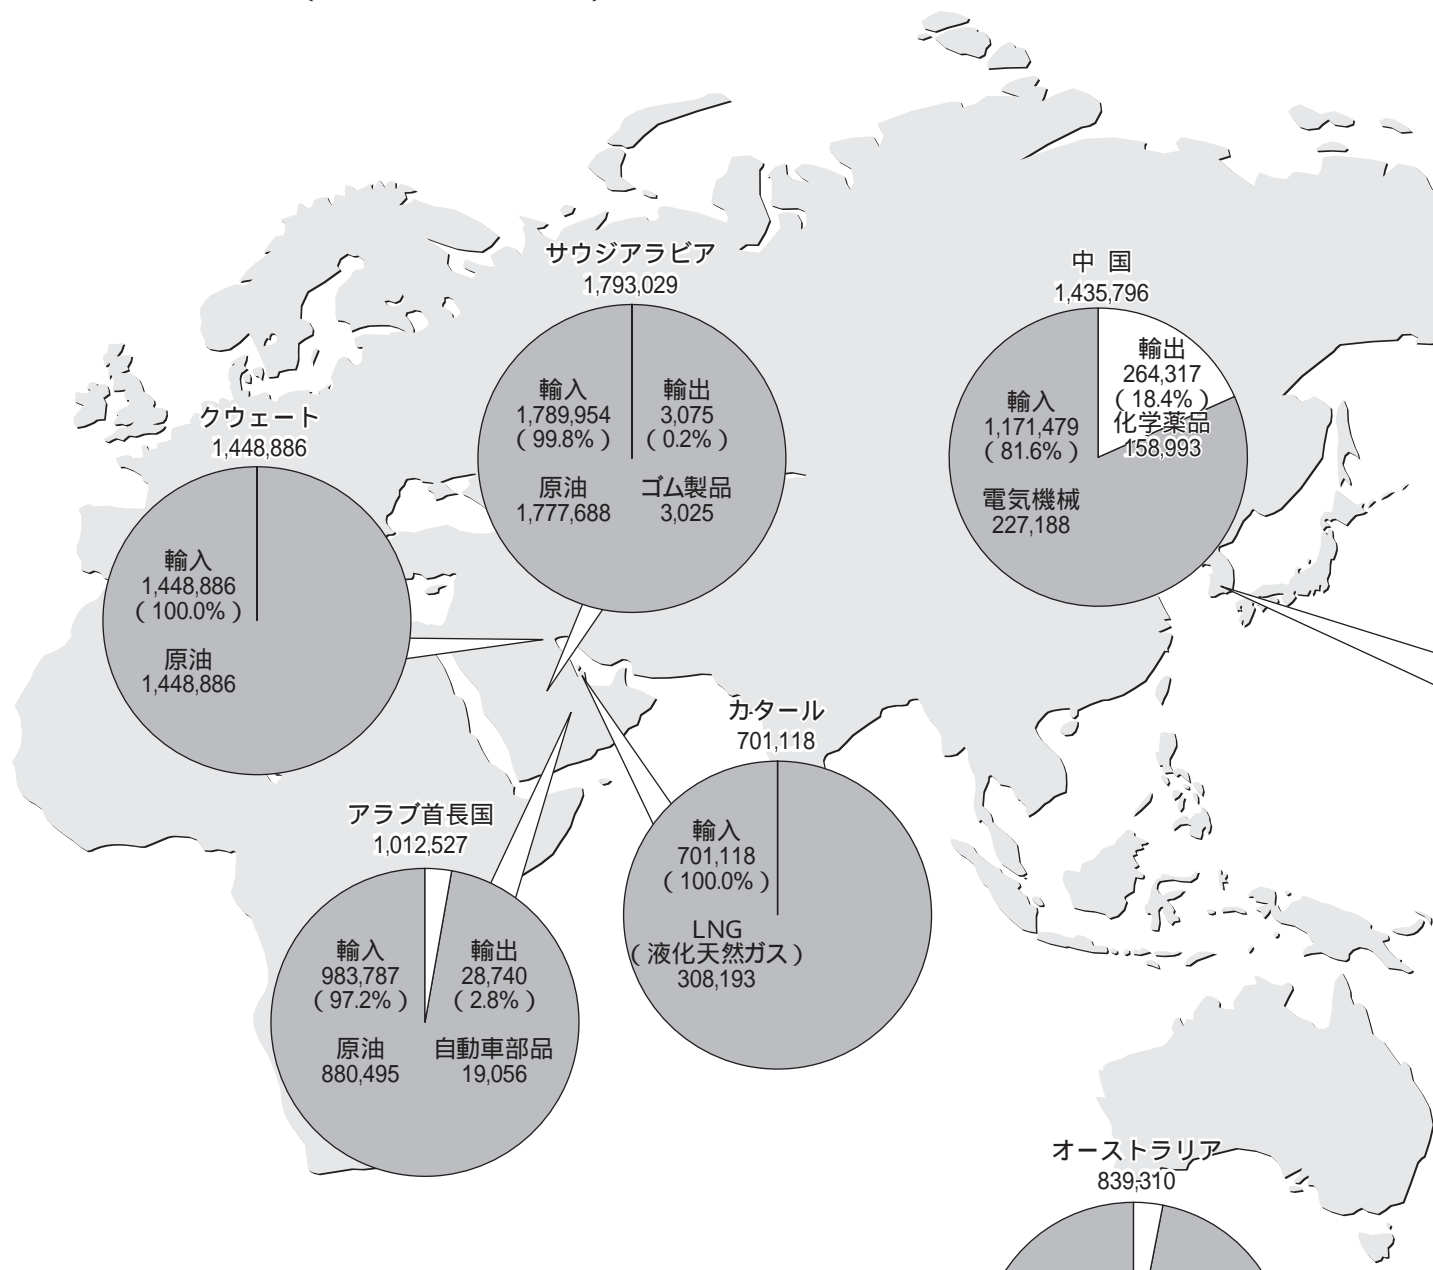 サウジアラビア
1,793,029
輸入
1,789,954
( 99.8% )
原油
1,777,688
輸出
3,075
( 0.2% )
ゴム製品
3,025
中 国
1,435,796
輸出
264,317
( 18.4% )
化学薬品
158,993
輸入
1,171,479
( 81.6% )
電気機械
227,188
クウェート
1,448,886
輸入
1,448,886
( 100.0% )
原油
1,448,886
カタール
701,118
輸入
701,118
( 100.0% )
LNG
( 液化天然ガス )
308,193
アラブ首長国
1,012,527
輸入
983,787
( 97.2% )
原油
880,495
輸出
28,740
( 2.8% )
自動車部品
19,056
オーストラリア
839,310